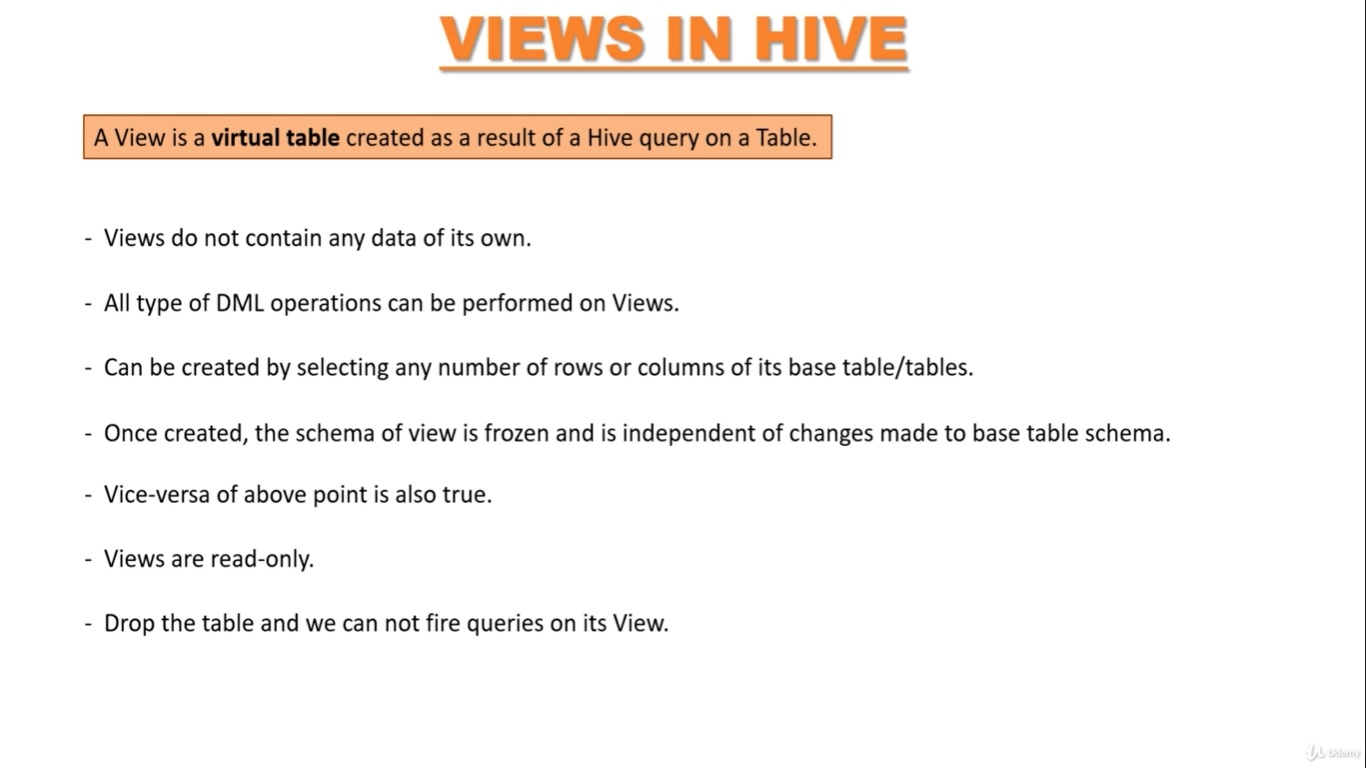 VIEWS IN HIVE
A View is a virtual table created as a result of a Hive query on a Table.
- Views do not contain any data of its own.
- All type of DML operations can be performed on Views.
- Can be created by selecting any number of rows or columns of its base table/tables.
- Once created, the schema of view is frozen and is independent of changes made to base table schema.
- Vice-versa of above point is also true.
- Views are read-only.
- Drop the table and we can not fire queries on its View.
Udemy